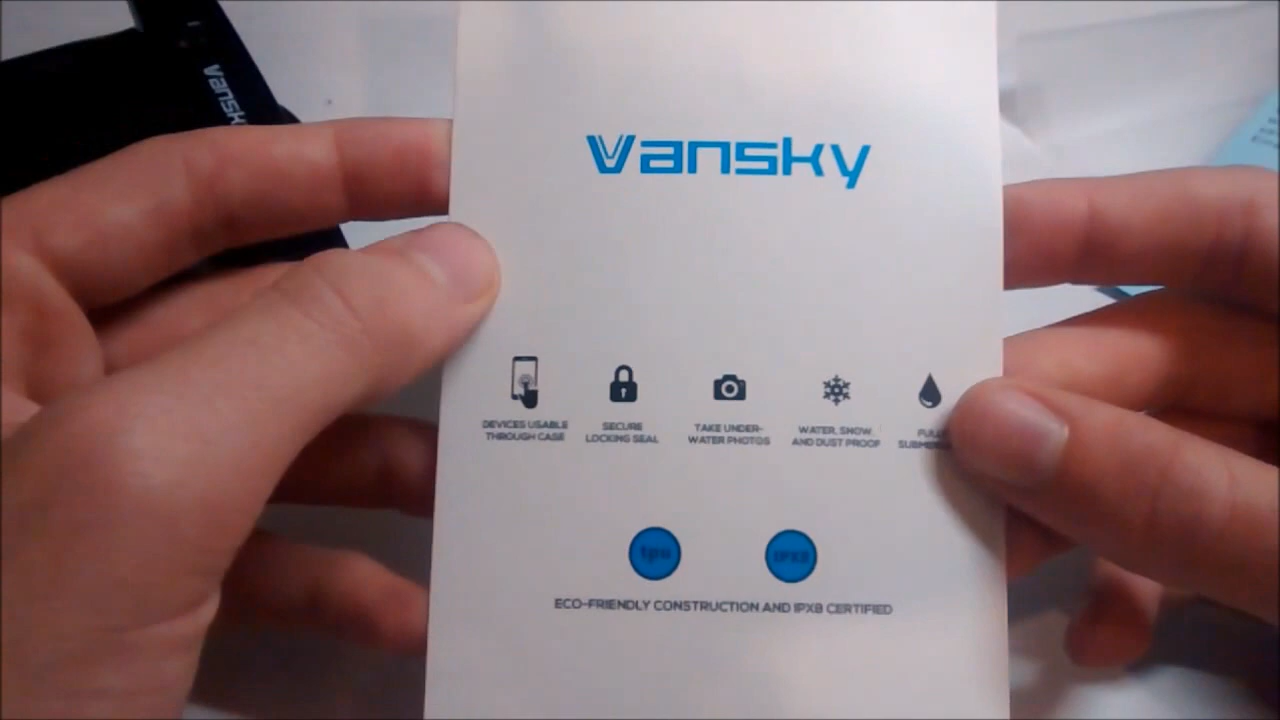 Vansky
Vansky
DEVICES USABLE
THROUGH CASE
SECURE
LOCKING SEAL
TAKE UNDER-
WATER PHOTOS
WATER, SNOW,
AND DUST PROOF
tpu
IPX8
ECO-FRIENDLY CONSTRUCTION AND IPX8 CERTIFIED